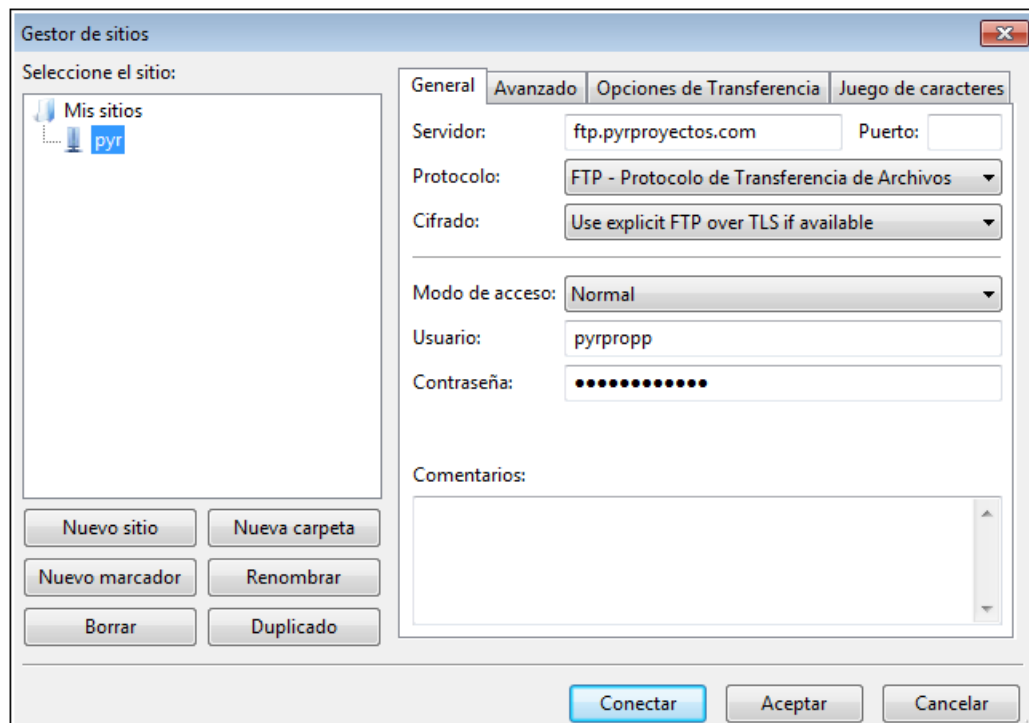 Gestor de sitios
Seleccione el sitio:
Mis sitios
pyr
Nuevo sitio Nueva carpeta
Nuevo marcador Renombrar
Borrar Duplicado
General Avanzado Opciones de Transferencia Juego de caracteres
Servidor: ftp.pyrproyectos.com Puerto:
Protocolo: FTP - Protocolo de Transferencia de Archivos
Cifrado: Use explicit FTP over TLS if available
Modo de acceso: Normal
Usuario: pyrpropp
Contraseña: ●●●●●●●●●●●●
Comentarios:
Conectar Aceptar Cancelar